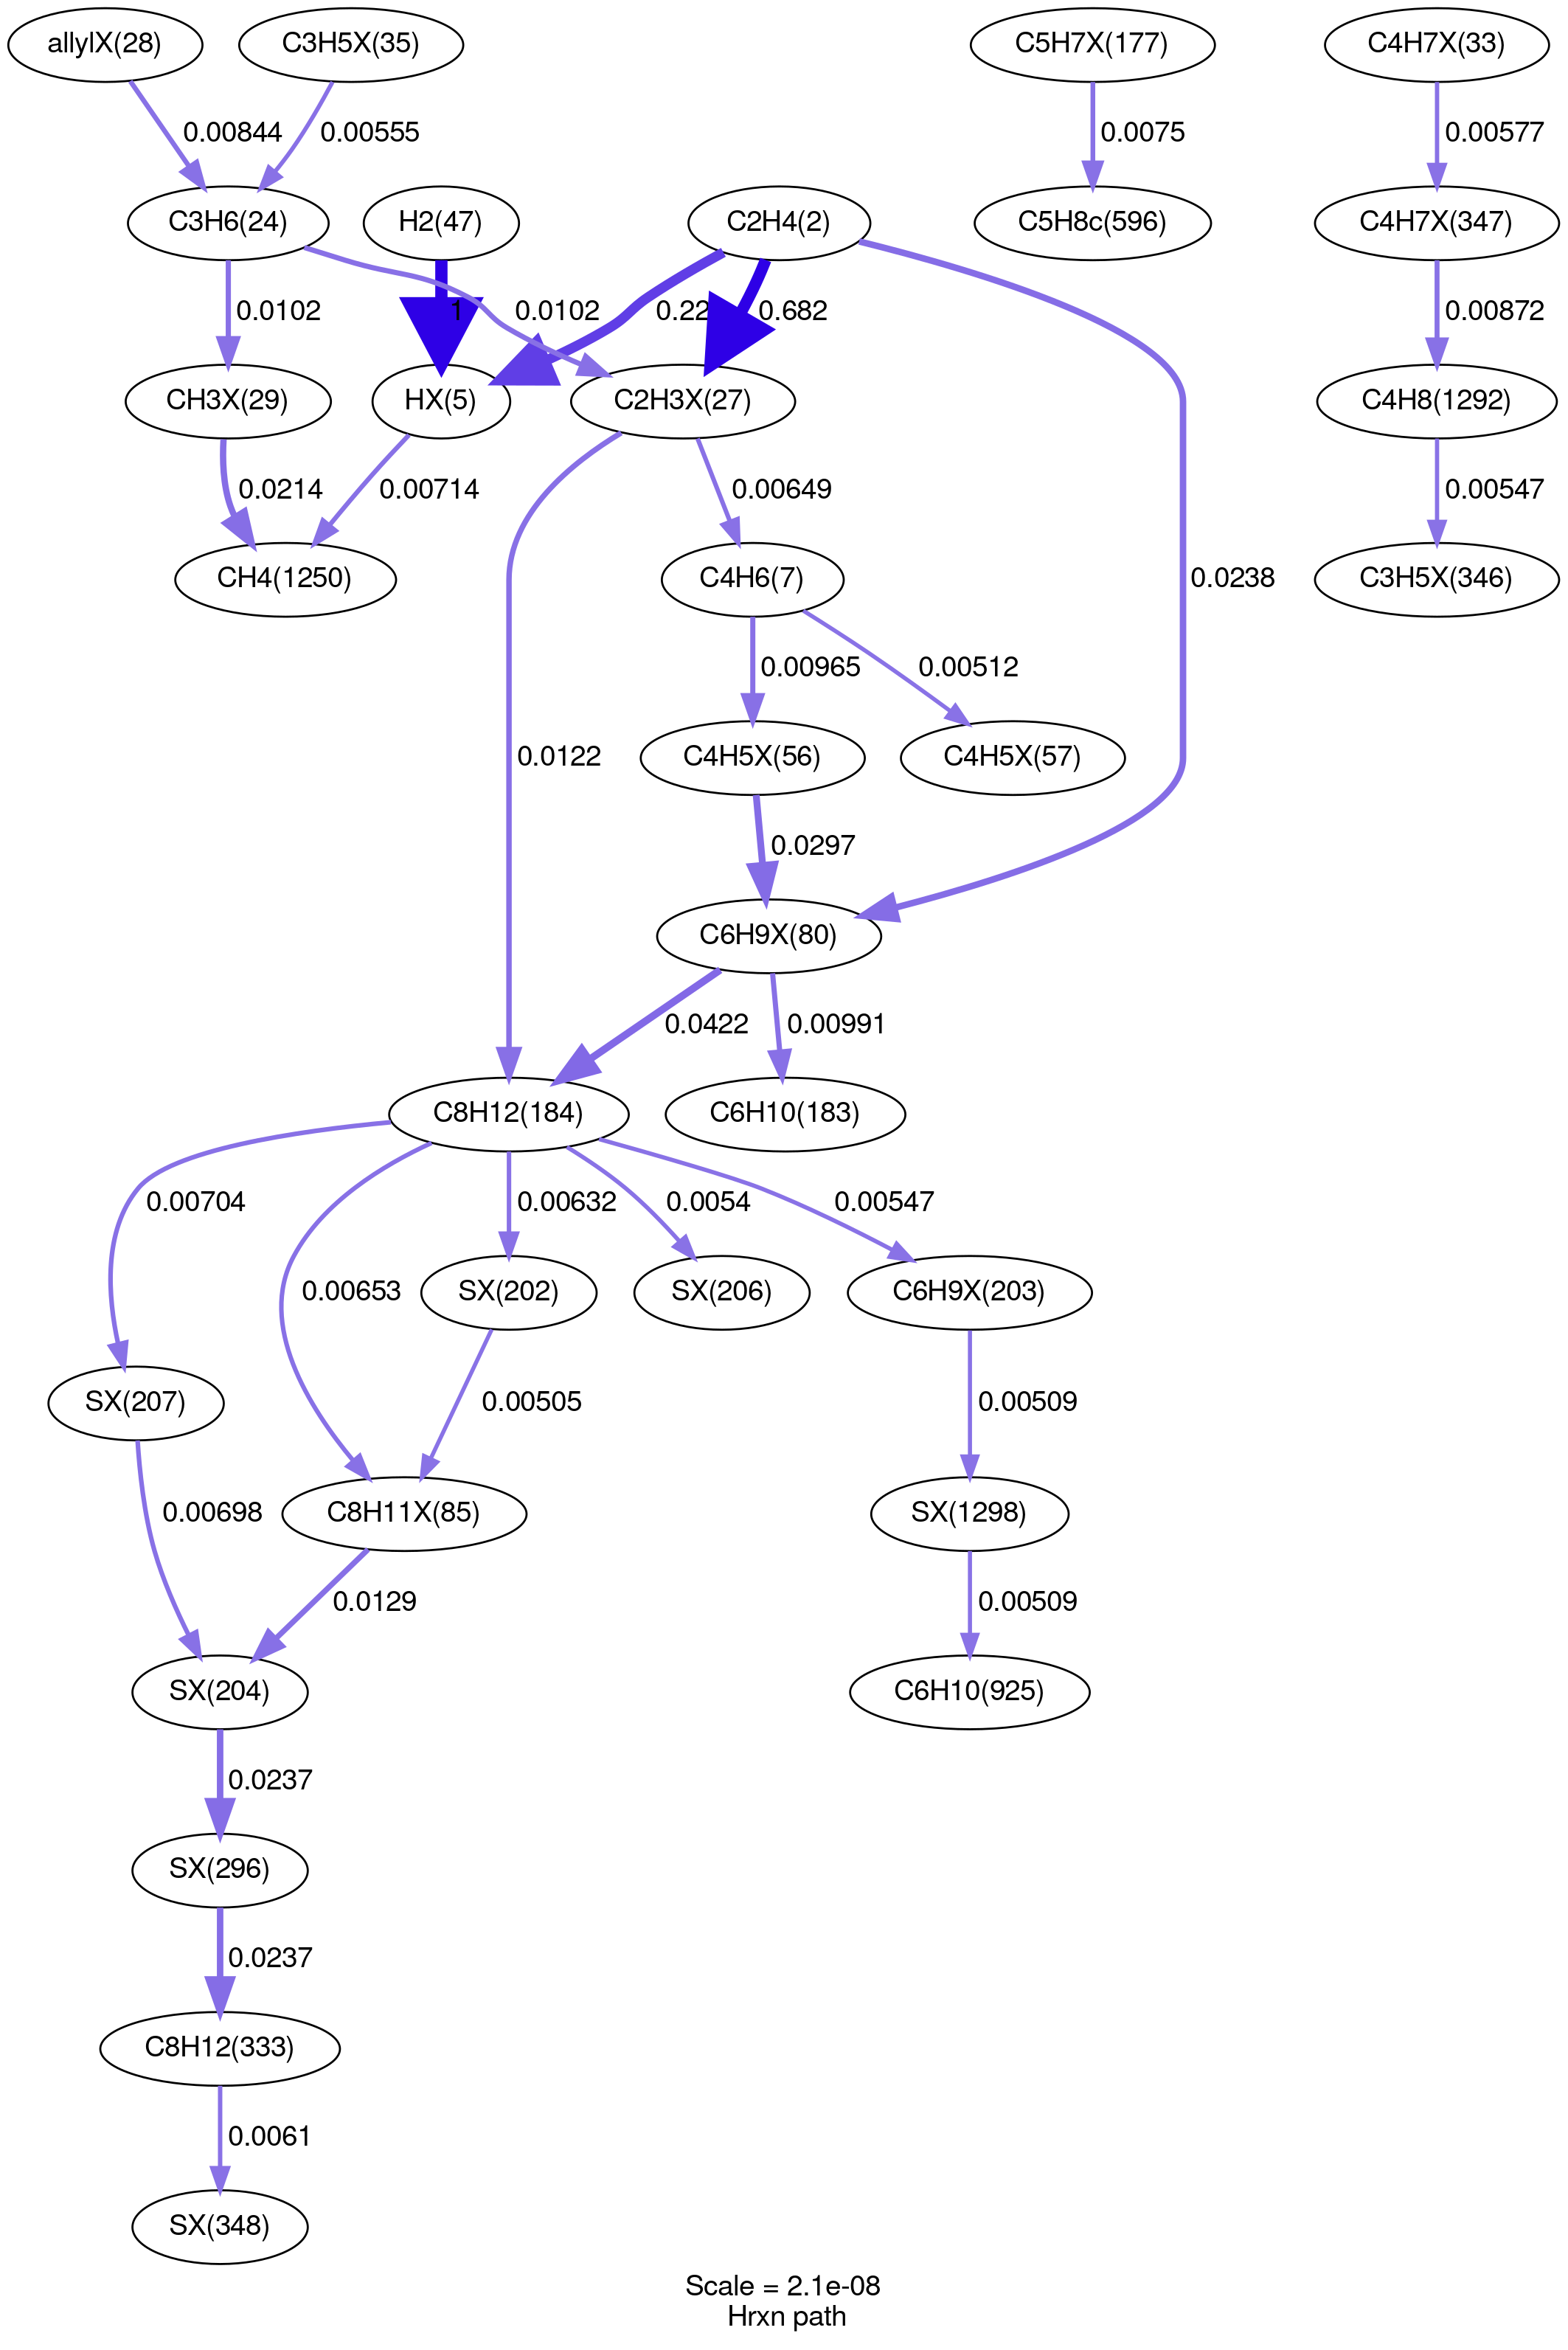 allylX(28)
C3H5X(35)
C5H7X(177)
C4H7X(33)
0.00844
0.00555
0.0075
0.00577
C3H6(24)
H2(47)
C2H4(2)
C5H8c(596)
C4H7X(347)
0.0102
1
0.0102
0.22
0.682
0.00872
CH3X(29)
HX(5)
C2H3X(27)
C4H8(1292)
0.0214
0.00714
0.00649
0.00547
CH4(1250)
C4H6(7)
0.0238
C3H5X(346)
0.00965
0.00512
0.0122
C4H5X(56)
C4H5X(57)
0.0297
C6H9X(80)
0.0422
0.00991
C8H12(184)
C6H10(183)
0.00704
0.00653
0.00632
0.0054
0.00547
SX(202)
SX(206)
C6H9X(203)
SX(207)
0.00505
0.00509
0.00698
C8H11X(85)
SX(1298)
0.0129
0.00509
SX(204)
C6H10(925)
0.0237
SX(296)
0.0237
C8H12(333)
0.0061
SX(348)
Scale = 2.1e-08
Hrxn path